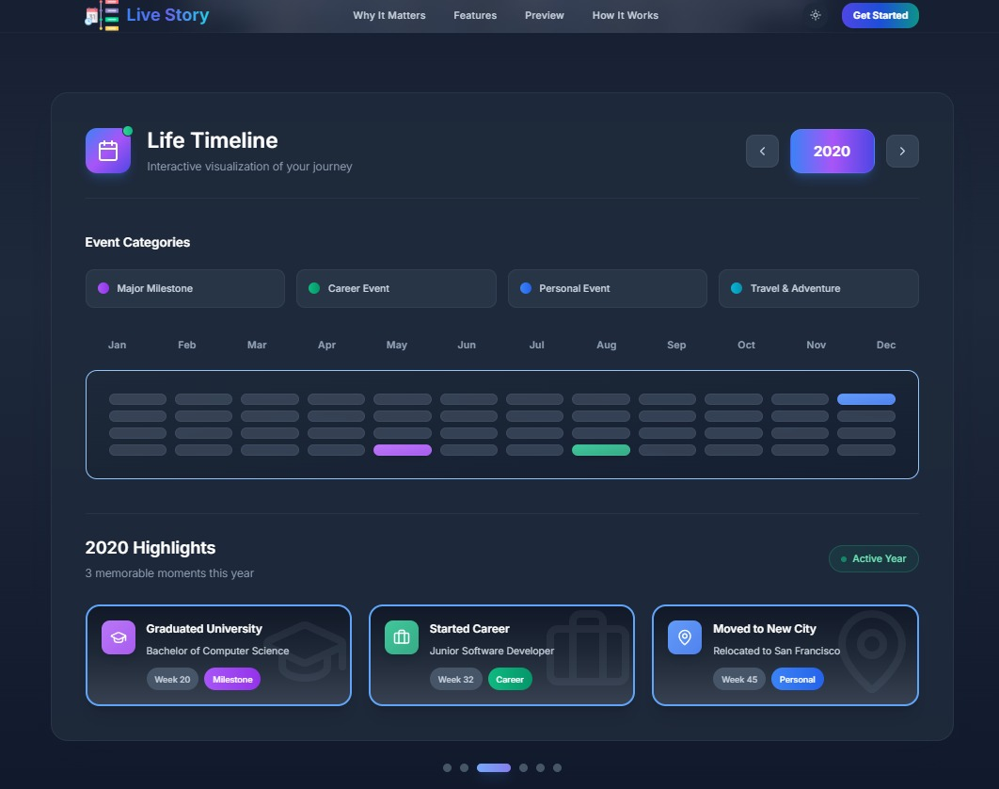 Live Story
Why It Matters Features Preview How It Works
Get Started
Life Timeline
Interactive visualization of your journey
2020
Event Categories
Major Milestone Career Event Personal Event Travel & Adventure
Jan Feb Mar Apr May Jun Jul Aug Sep Oct Nov Dec
2020 Highlights
3 memorable moments this year
Active Year
Graduated University
Bachelor of Computer Science
Week 20 Milestone
Started Career
Junior Software Developer
Week 32 Career
Moved to New City
Relocated to San Francisco
Week 45 Personal